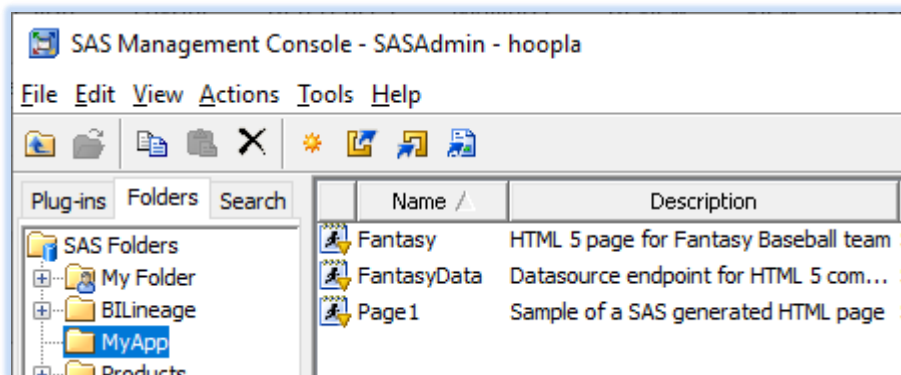 SAS Management Console - SASAdmin - hoopla
File Edit View Actions Tools Help
Plug-ins Folders Search
SAS Folders
My Folder
BILineage
MyApp
Products
Name Description
Fantasy HTML 5 page for Fantasy Baseball team
FantasyData Datasource endpoint for HTML 5 com...
Page1 Sample of a SAS generated HTML page